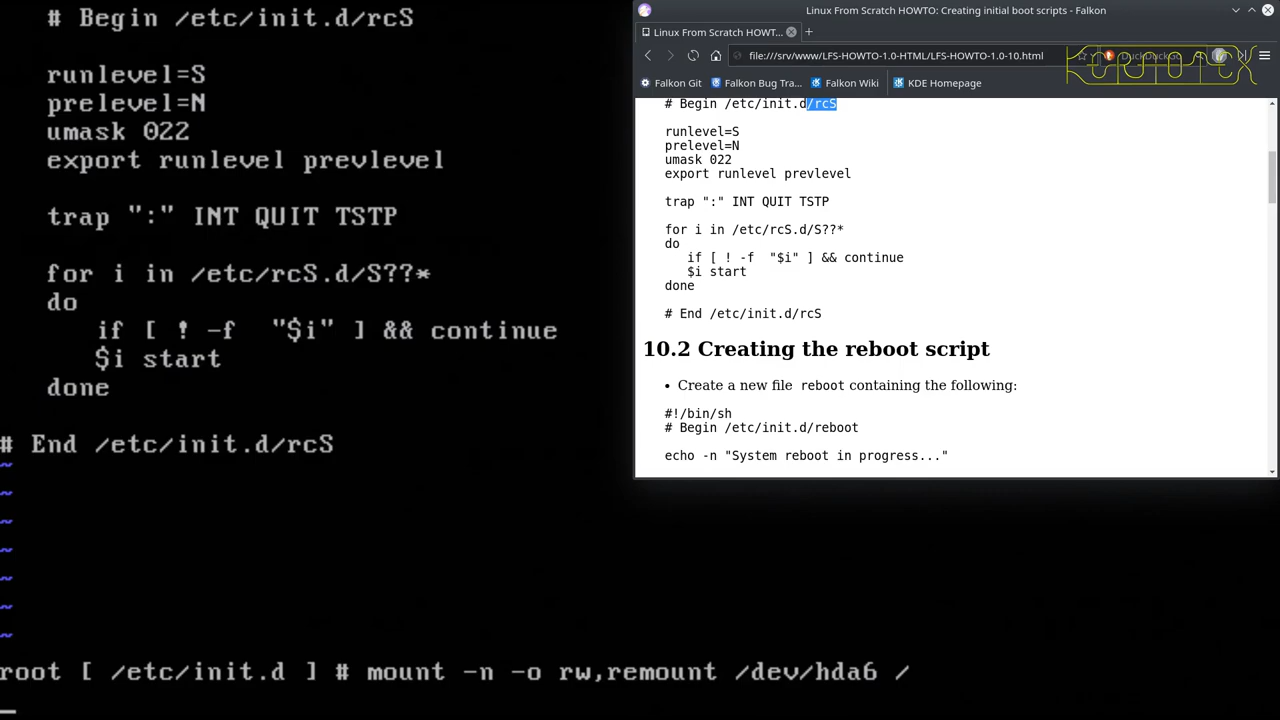 # Begin /etc/init.d/rcS
runlevel=S
prelevel=N
umask 022
export runlevel prevlevel
trap ":" INT QUIT TSTP
for i in /etc/rcS.d/S??*
do
if [ ! -f  "$i" ] && continue
$i start
done
# End /etc/init.d/rcS
~
~
~
~
~
~
~
root [ /etc/init.d ] # mount -n -o rw,remount /dev/hda6 /
Linux From Scratch HOWTO: Creating initial boot scripts - Falkon
Linux From Scratch HOWT...
file:///srv/www/LFS-HOWTO-1.0-HTML/LFS-HOWTO-1.0-10.html
Falkon Git
Falkon Bug Tra...
Falkon Wiki
KDE Homepage
# Begin /etc/init.d/rcS
runlevel=S
prelevel=N
umask 022
export runlevel prevlevel
trap ":" INT QUIT TSTP
for i in /etc/rcS.d/S??*
do
if [ ! -f  "$i" ] && continue
$i start
done
# End /etc/init.d/rcS
10.2 Creating the reboot script
• Create a new file reboot containing the following:
#!/bin/sh
# Begin /etc/init.d/reboot
echo -n "System reboot in progress..."